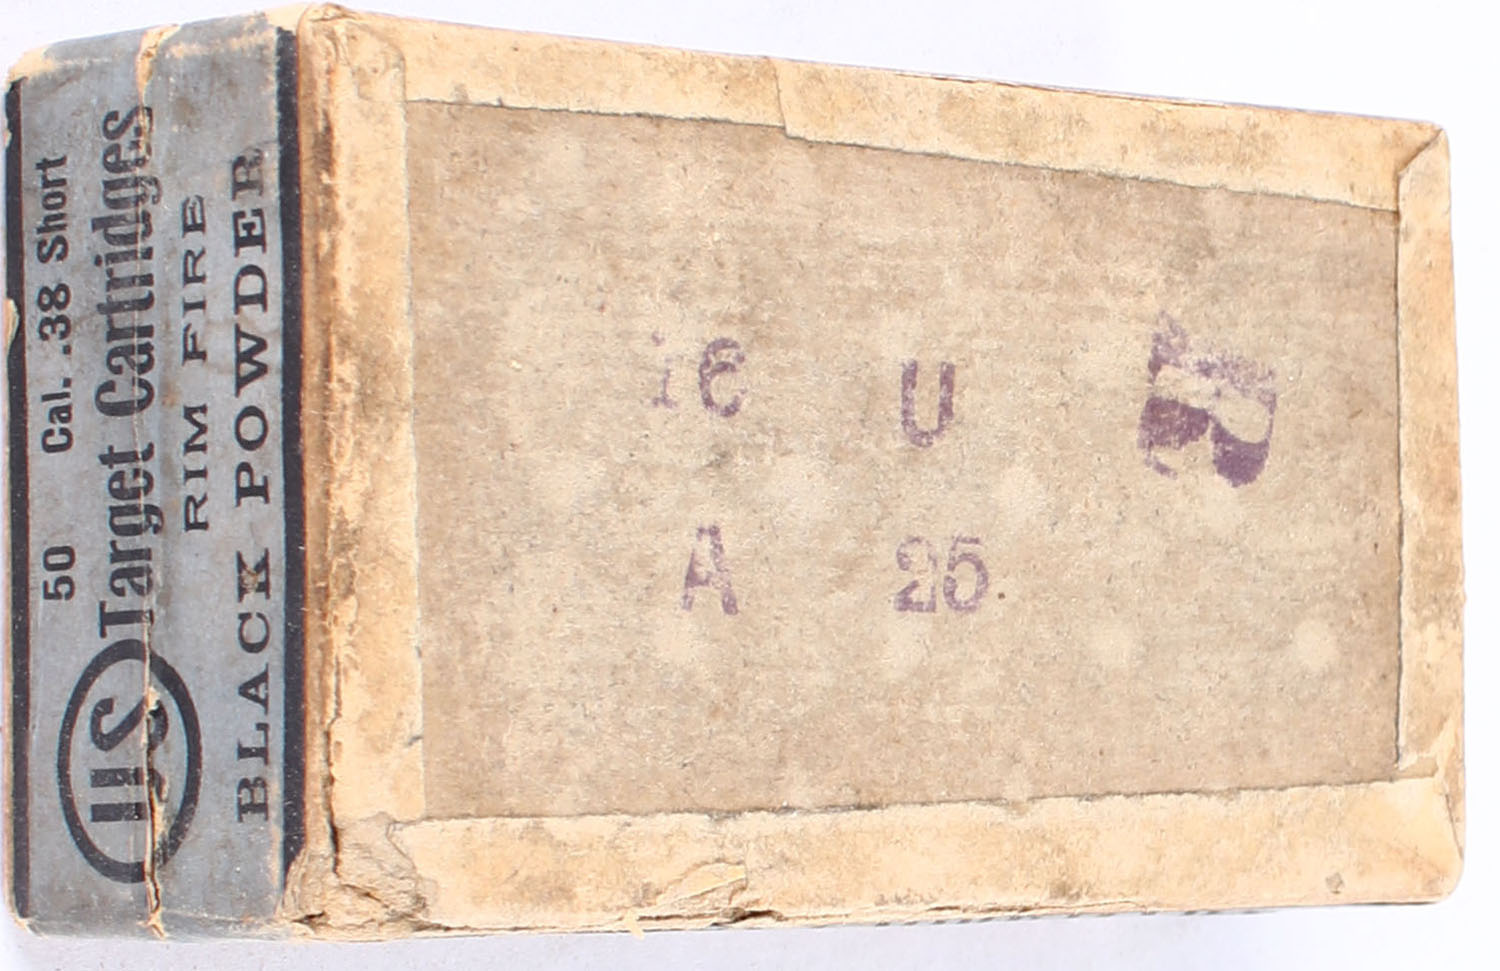 50 Cal. .38 Short
US Target Cartridges
RIM FIRE
BLACK POWDER
16 U
A 25